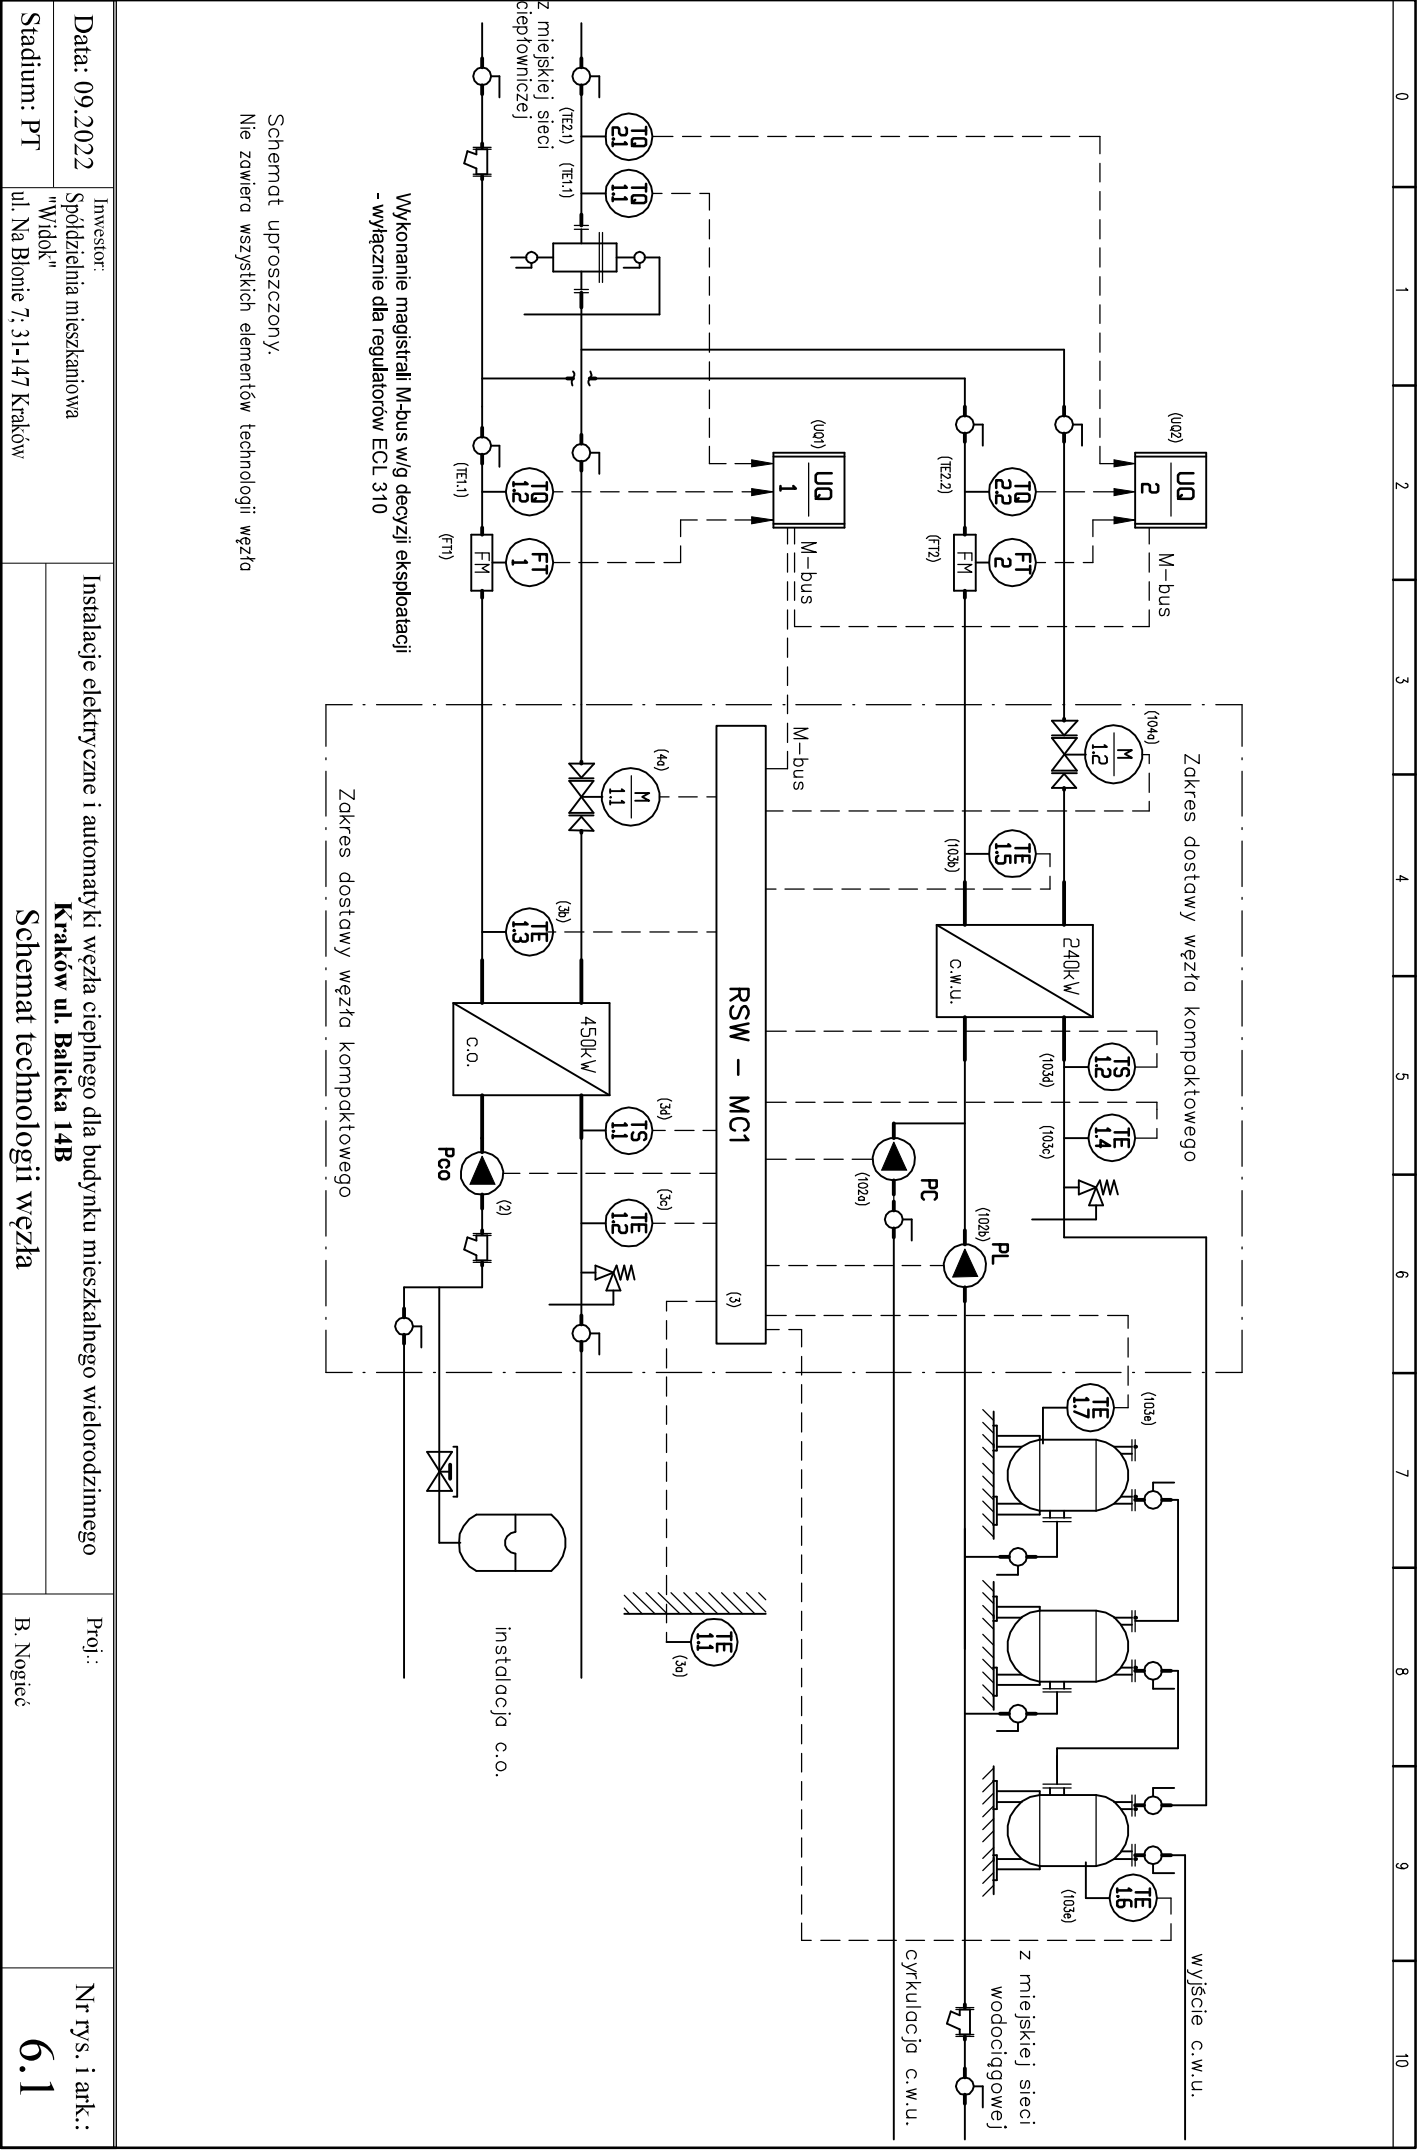 0
1
2
3
4
5
6
7
8
9
10
(UQ2)
UQ
2
M-bus
(UQ1)
UQ
1
M-bus
M-bus
Zakres dostawy węzła kompaktowego
(104a)
M
1.2
(TE2.2)
TQ
2.2
(FT2)
FM
FT
2
(103b)
TE
1.5
240kW
c.w.u.
(103d)
TS
1.2
(103c)
TE
1.4
PC
(102a)
PL
(102b)
(103e)
TE
1.7
(103e)
TE
1.6
wyjście c.w.u.
z miejskiej sieci
wodociągowej
cyrkulacja c.w.u.
RSW - MC1
(3)
TE
1.1
(3a)
z miejskiej sieci
ciepłowniczej
(TE2.1)
TQ
2.1
(TE1.1)
TQ
1.1
(4a)
M
1.1
(3b)
TE
1.3
450kW
c.o.
(3d)
TS
1.1
(3c)
TE
1.2
(TE1.1)
TQ
1.2
(FT1)
FM
FT
1
Pco
(2)
instalacja c.o.
Zakres dostawy węzła kompaktowego
Wykonanie magistrali M-bus w/g decyzji eksploatacji
- wyłącznie dla regulatorów ECL 310
Schemat uproszczony.
Nie zawiera wszystkich elementów technologii węzła
Data: 09.2022
Stadium: PT
Inwestor:
Spółdzielnia mieszkaniowa
"Widok"
ul. Na Błonie 7; 31-147 Kraków
Instalacje elektryczne i automatyki węzła cieplnego dla budynku mieszkalnego wielorodzinnego
Kraków ul. Balicka 14B
Schemat technologii węzła
Proj.:
B. Nogieć
Nr rys. i ark.:
6.1